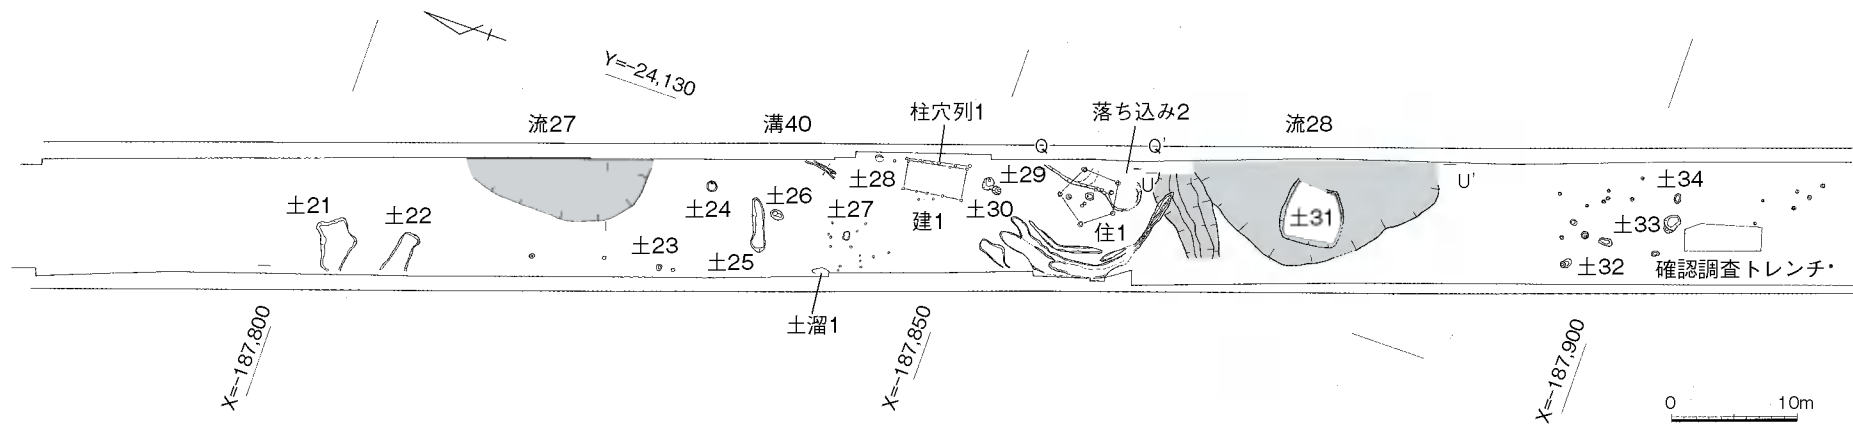 Y=-24,130
柱穴列1
落ち込み2
流27
溝40
流28
Q
Q'
土28
土29
U
U'
土34
土21
土22
土24
土26
土27
建1
土30
住1
土31
土33
土23
土25
土32
確認調査トレンチ
土溜1
X=-187,800
X=-187,850
X=-187,900
0
10m